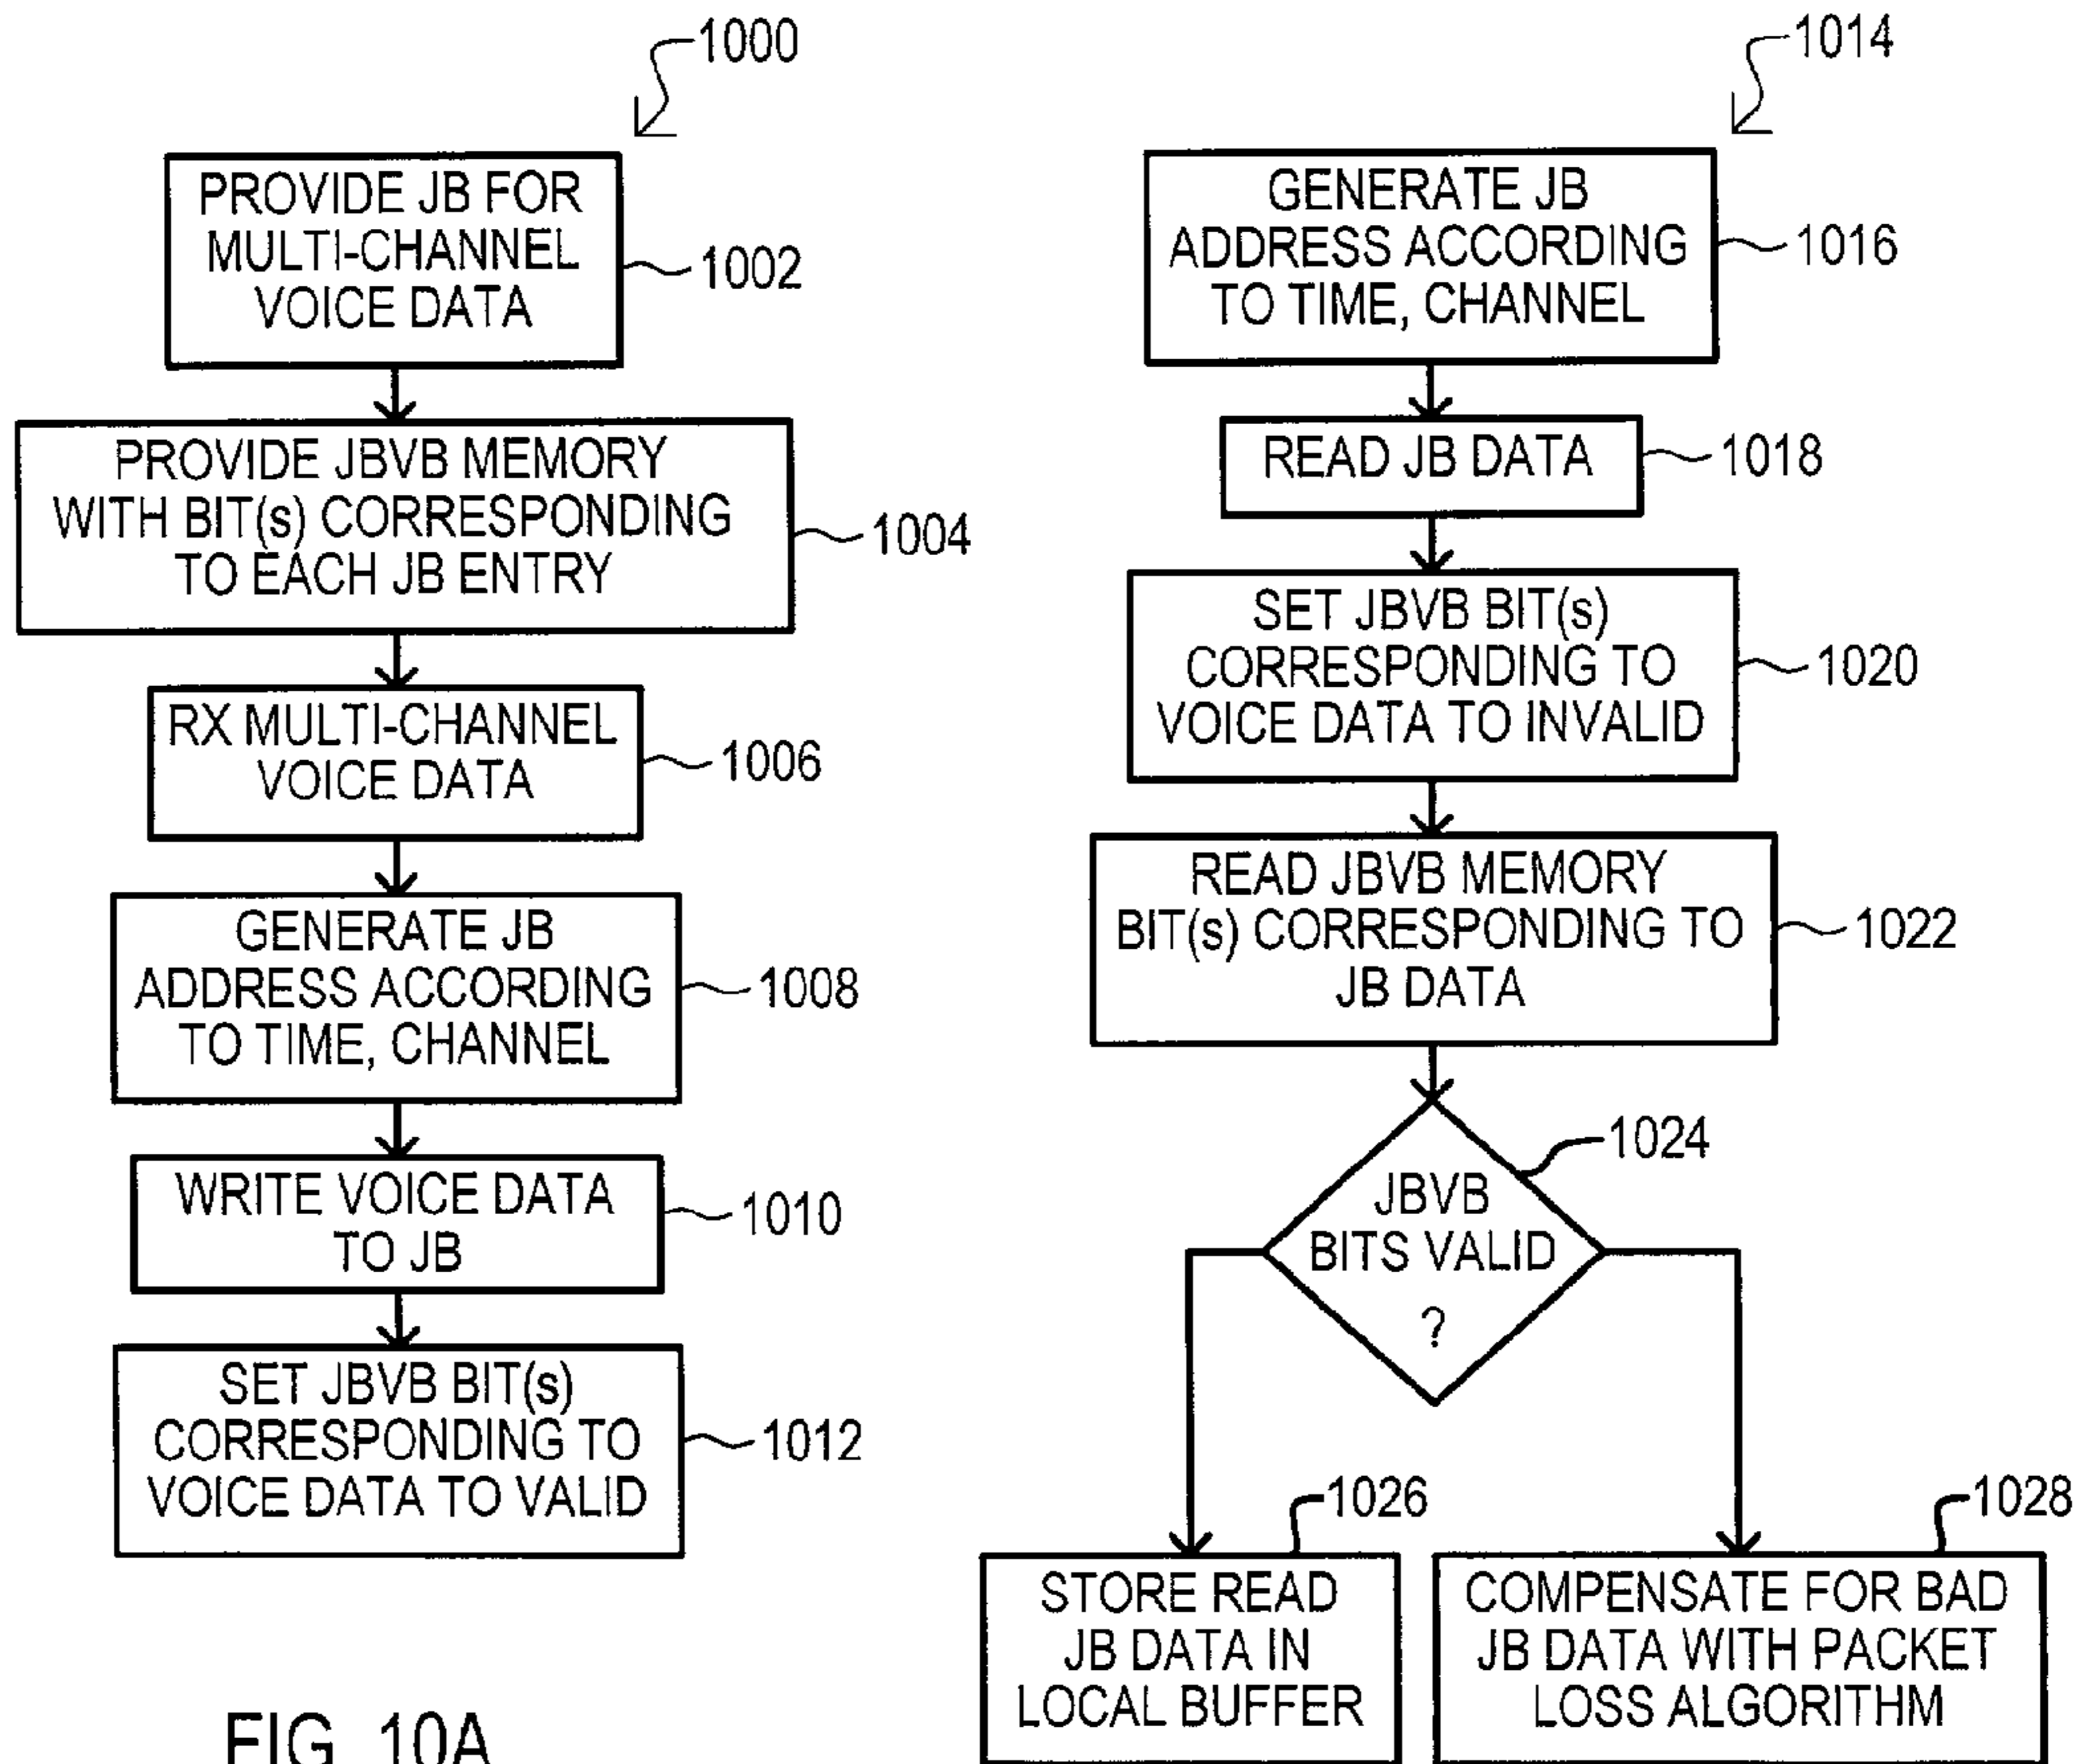 1000
PROVIDE JB FOR
MULTI-CHANNEL
VOICE DATA
1002
PROVIDE JBVB MEMORY
WITH BIT(s) CORRESPONDING
TO EACH JB ENTRY
1004
RX MULTI-CHANNEL
VOICE DATA
1006
GENERATE JB
ADDRESS ACCORDING
TO TIME, CHANNEL
1008
WRITE VOICE DATA
TO JB
1010
SET JBVB BIT(s)
CORRESPONDING TO
VOICE DATA TO VALID
1012
FIG. 10A
1014
GENERATE JB
ADDRESS ACCORDING
TO TIME, CHANNEL
1016
READ JB DATA
1018
SET JBVB BIT(s)
CORRESPONDING TO
VOICE DATA TO INVALID
1020
READ JBVB MEMORY
BIT(s) CORRESPONDING TO
JB DATA
1022
JBVB
BITS VALID
?
1024
STORE READ
JB DATA IN
LOCAL BUFFER
1026
COMPENSATE FOR BAD
JB DATA WITH PACKET
LOSS ALGORITHM
1028